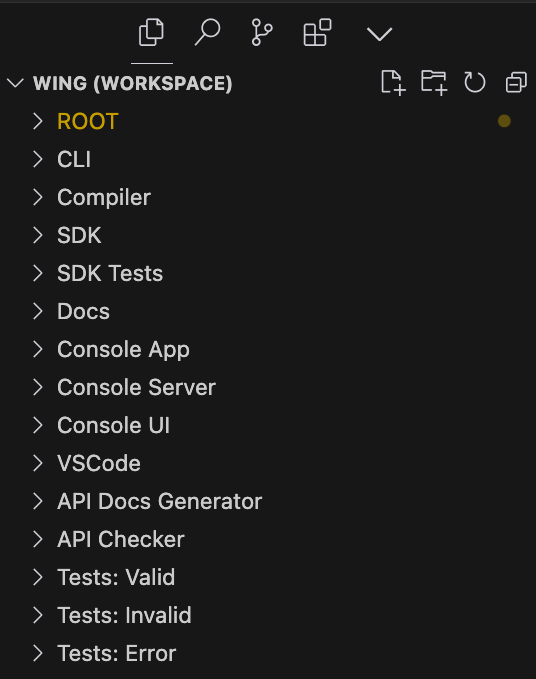 WING (WORKSPACE)
ROOT
CLI
Compiler
SDK
SDK Tests
Docs
Console App
Console Server
Console UI
VSCode
API Docs Generator
API Checker
Tests: Valid
Tests: Invalid
Tests: Error